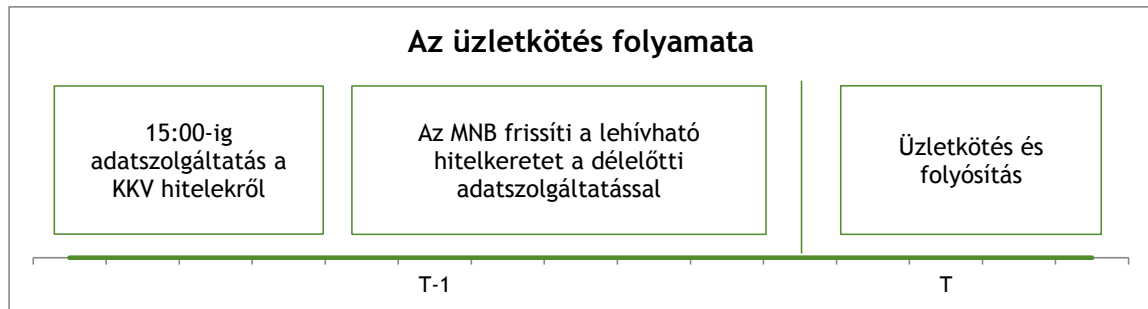 Az üzletkötés folyamata
15:00-ig
adatszolgáltatás a
KKV hitelekről
Az MNB frissíti a lehívható
hitelkeretet a délelőtti
adatszolgáltatással
Üzletkötés és
folyósítás
T-1
T